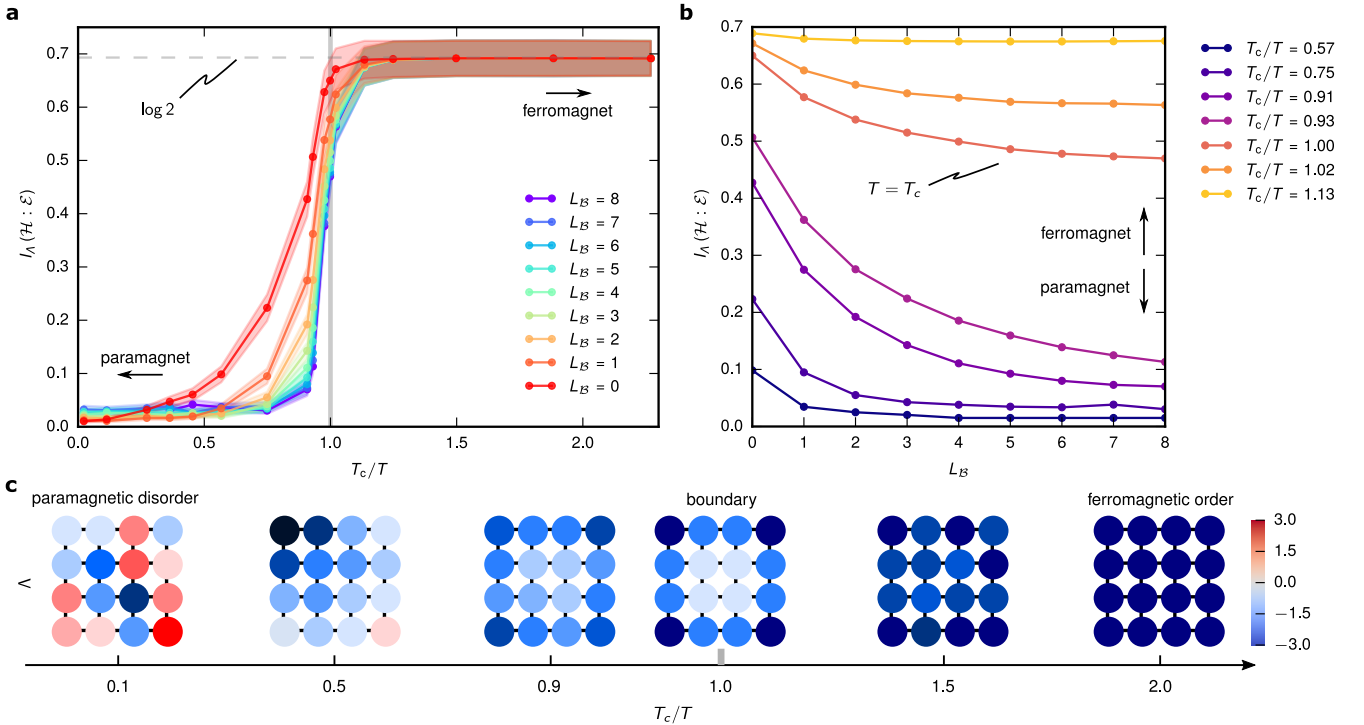 a
0.7
0.6
0.5
0.4
0.3
0.2
0.1
0.0
I_Λ (ℋ : ℰ)
log 2
ferromagnet
paramagnet
L_ℬ = 8
L_ℬ = 7
L_ℬ = 6
L_ℬ = 5
L_ℬ = 4
L_ℬ = 3
L_ℬ = 2
L_ℬ = 1
L_ℬ = 0
0.0 0.5 1.0 1.5 2.0
T_c/T
b
0.7
0.6
0.5
0.4
0.3
0.2
0.1
0.0
I_Λ (ℋ : ℰ)
T = T_c
ferromagnet
paramagnet
0 1 2 3 4 5 6 7 8
L_ℬ
T_c/T = 0.57
T_c/T = 0.75
T_c/T = 0.91
T_c/T = 0.93
T_c/T = 1.00
T_c/T = 1.02
T_c/T = 1.13
c
paramagnetic disorder boundary ferromagnetic order
Λ
3.0
1.5
0.0
−1.5
−3.0
0.1 0.5 0.9 1.0 1.5 2.0
T_c/T